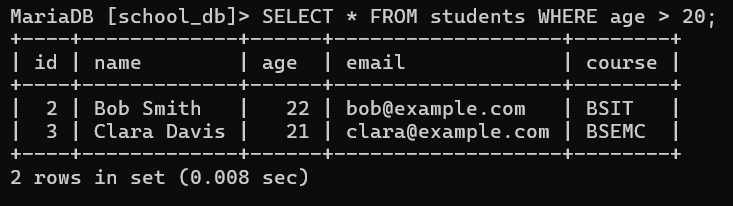 MariaDB [school_db]> SELECT * FROM students WHERE age > 20;
+----+-------------+------+-------------------+--------+
| id | name        | age  | email             | course |
+----+-------------+------+-------------------+--------+
|  2 | Bob Smith   |   22 | bob@example.com   | BSIT   |
|  3 | Clara Davis |   21 | clara@example.com | BSEMC  |
+----+-------------+------+-------------------+--------+
2 rows in set (0.008 sec)